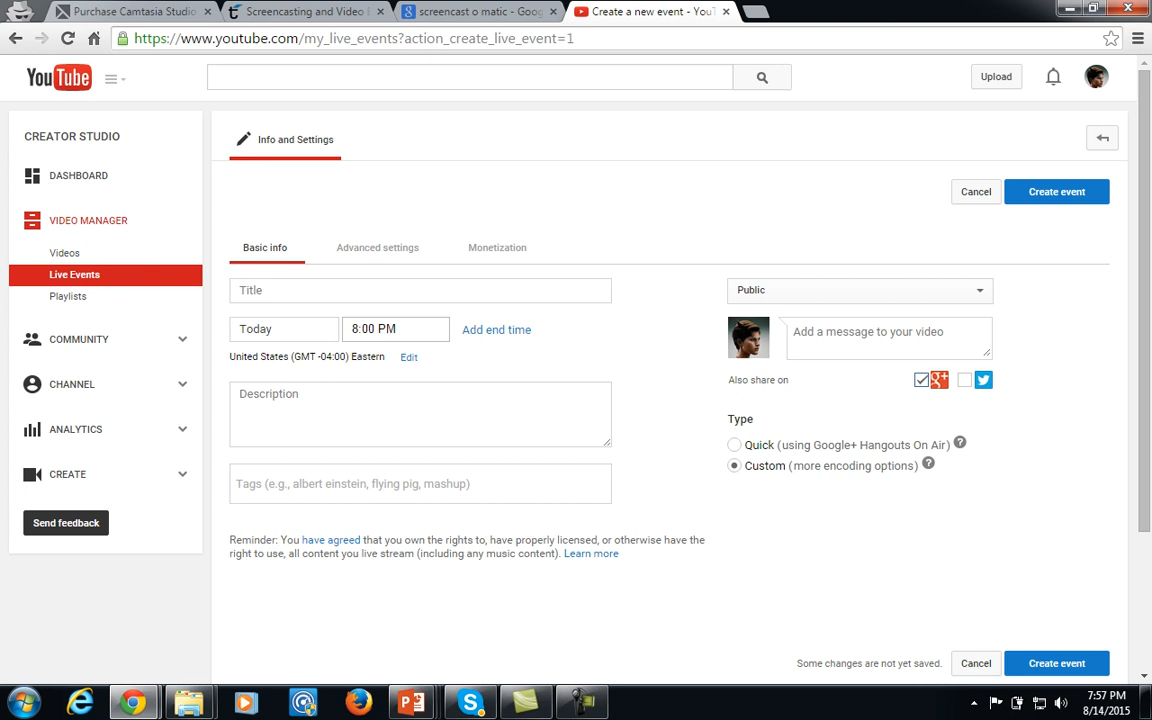 Purchase Camtasia Studio
Screencasting and Video E
screencast o matic - Goog
Create a new event - YouT
https://www.youtube.com/my_live_events?action_create_live_event=1
YouTube
Upload
CREATOR STUDIO
DASHBOARD
VIDEO MANAGER
Videos
Live Events
Playlists
COMMUNITY
CHANNEL
ANALYTICS
CREATE
Send feedback
Info and Settings
Cancel
Create event
Basic info
Advanced settings
Monetization
Title
Today
8:00 PM
Add end time
United States (GMT -04:00) Eastern
Edit
Description
Tags (e.g., albert einstein, flying pig, mashup)
Reminder: You have agreed that you own the rights to, have properly licensed, or otherwise have the
right to use, all content you live stream (including any music content). Learn more
Public
Add a message to your video
Also share on
g+
Type
Quick (using Google+ Hangouts On Air) ?
Custom (more encoding options) ?
Some changes are not yet saved.
Cancel
Create event
7:57 PM
8/14/2015